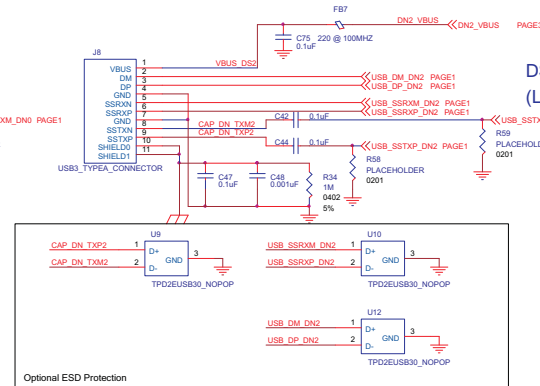 FB7
DN2_VBUS
DN2_VBUS PAGE
C75 220 @ 100MHZ
0.1uF
J8
VBUS_DS2
VBUS 1
DM 2
DP 3
GND 4
SSRXN 5
SSRXP 6
GND 7
SSTXN 8
SSTXP 9
SHIELD0 10
SHIELD1 11
USB3_TYPEA_CONNECTOR
USB_DM_DN2 PAGE1
USB_DP_DN2 PAGE1
USB_SSRXM_DN2 PAGE1
USB_SSRXP_DN2 PAGE1
XM_DN0 PAGE1
CAP_DN_TXM2
C42 0.1uF
USB_SSTX
CAP_DN_TXP2
C44 0.1uF
USB_SSTXP_DN2 PAGE1
D
(L
R59
PLACEHOLD
0201
R58
PLACEHOLDER
0201
C47
0.1uF
C48
0.001uF
R34
1M
0402
5%
U9
CAP_DN_TXP2 1 D+
CAP_DN_TXM2 2 D-
GND 3
TPD2EUSB30_NOPOP
U10
USB_SSRXM_DN2 1 D+
USB_SSRXP_DN2 2 D-
GND 3
TPD2EUSB30_NOPOP
U12
USB_DM_DN2 1 D+
USB_DP_DN2 2 D-
GND 3
TPD2EUSB30_NOPOP
Optional ESD Protection